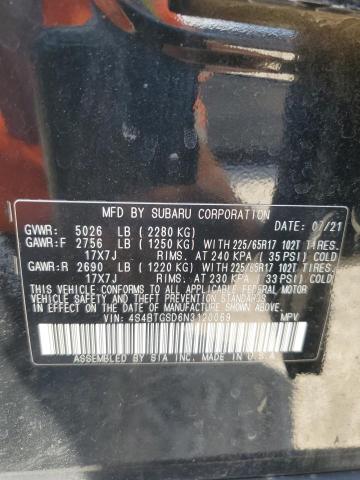 MFD BY SUBARU CORPORATION
GVWR: 5026 LB ( 2280 KG) DATE: 07/21
GAWR:F 2756 LB ( 1250 KG) WITH 225/65R17 102T TIRES.
17X7J RIMS. AT 240 KPA ( 35 PSI) COLD
GAWR:R 2690 LB ( 1220 KG) WITH 225/65R17 102T TIRES.
17X7J RIMS. AT 230 KPA ( 33 PSI) COLD
THIS VEHICLE CONFORMS TO ALL APPLICABLE FEDERAL MOTOR
VEHICLE SAFETY AND THEFT PREVENTION STANDARDS
IN EFFECT ON THE DATE OF MANUFACTURE SHOWN ABOVE.
VIN: 4S4BTGSD6N3120069 MPV
ASSEMBLED BY SIA INC. MADE IN U.S.A.